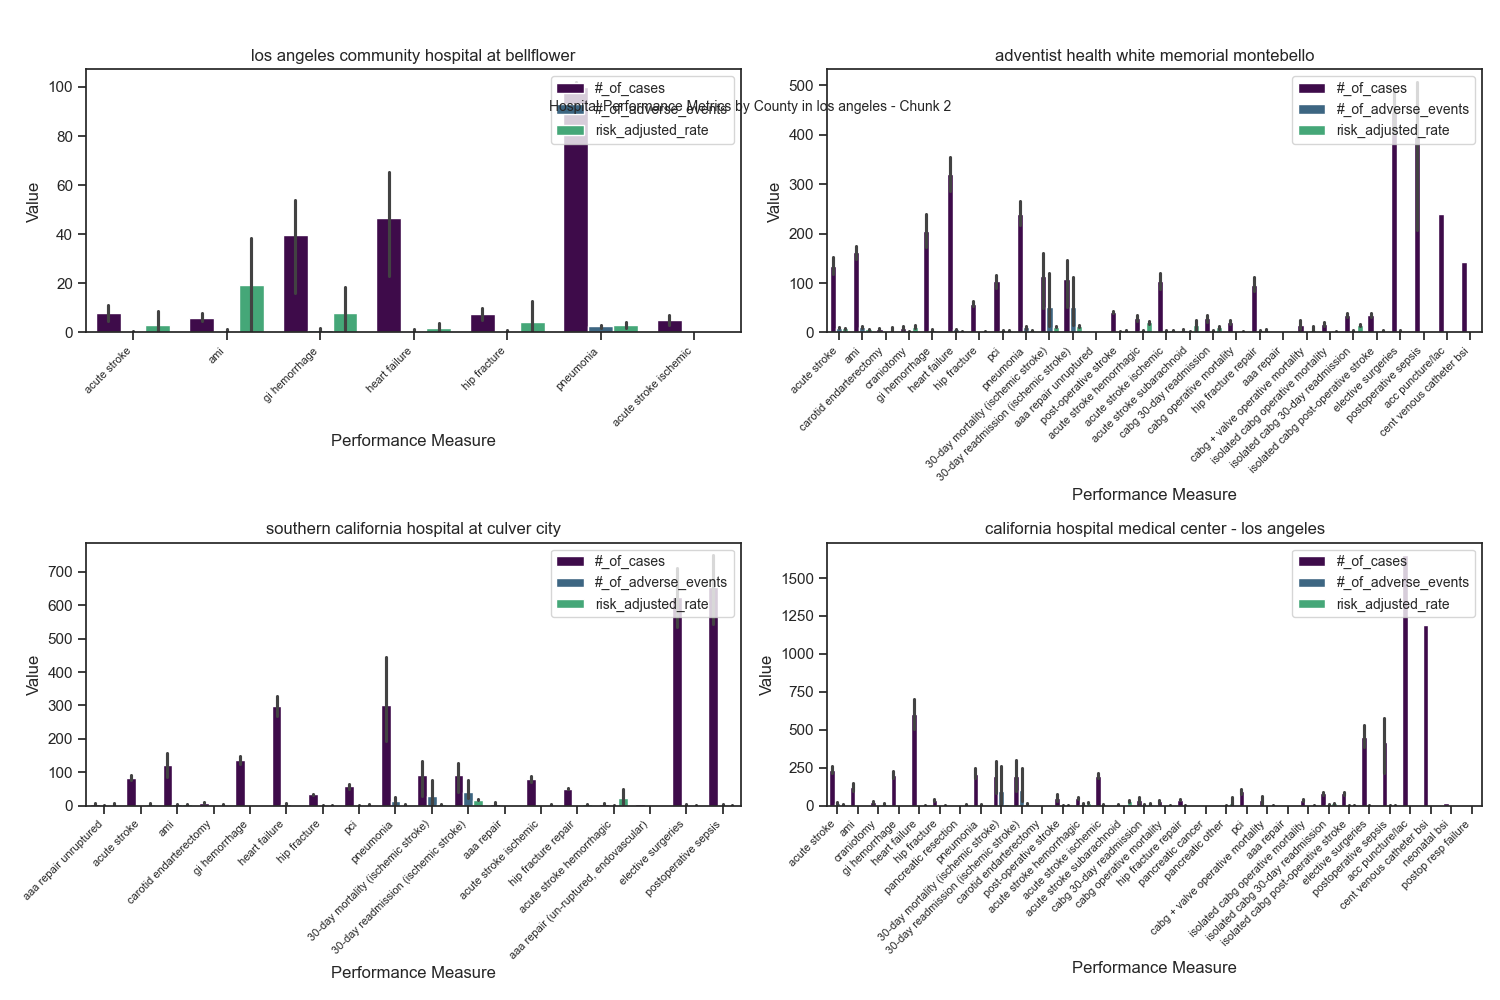 los angeles community hospital at bellflower
100
80
60
40
20
0
Value
#_of_cases
#_of_adverse_events
risk_adjusted_rate
acute stroke
ami
gi hemorrhage
heart failure
hip fracture
pneumonia
acute stroke ischemic
Performance Measure
Hospital Performance Metrics by County in los angeles - Chunk 2
adventist health white memorial montebello
500
400
300
200
100
0
Value
#_of_cases
#_of_adverse_events
risk_adjusted_rate
acute stroke
ami
carotid endarterectomy
craniotomy
gi hemorrhage
heart failure
hip fracture
pci
pneumonia
30-day mortality (ischemic stroke)
30-day readmission (ischemic stroke)
aaa repair unruptured
post-operative stroke
acute stroke hemorrhagic
acute stroke ischemic
acute stroke subarachnoid
cabg 30-day readmission
cabg operative mortality
hip fracture repair
aaa repair
cabg + valve operative mortality
isolated cabg operative mortality
isolated cabg 30-day readmission
isolated cabg post-operative stroke
elective surgeries
postoperative sepsis
acc puncture/lac
cent venous catheter bsi
Performance Measure
southern california hospital at culver city
700
600
500
400
300
200
100
0
Value
#_of_cases
#_of_adverse_events
risk_adjusted_rate
aaa repair unruptured
acute stroke
ami
carotid endarterectomy
gi hemorrhage
heart failure
hip fracture
pci
pneumonia
30-day mortality (ischemic stroke)
30-day readmission (ischemic stroke)
aaa repair
acute stroke ischemic
hip fracture repair
acute stroke hemorrhagic
aaa repair (un-ruptured, endovascular)
elective surgeries
postoperative sepsis
Performance Measure
california hospital medical center - los angeles
1500
1250
1000
750
500
250
0
Value
#_of_cases
#_of_adverse_events
risk_adjusted_rate
acute stroke
ami
craniotomy
gi hemorrhage
heart failure
hip fracture
pancreatic resection
pneumonia
30-day mortality (ischemic stroke)
30-day readmission (ischemic stroke)
carotid endarterectomy
post-operative stroke
acute stroke hemorrhagic
acute stroke ischemic
acute stroke subarachnoid
cabg 30-day readmission
cabg operative mortality
hip fracture repair
pancreatic cancer
pancreatic other
pci
cabg + valve operative mortality
aaa repair
isolated cabg operative mortality
isolated cabg 30-day readmission
isolated cabg post-operative stroke
elective surgeries
postoperative sepsis
acc puncture/lac
cent venous catheter bsi
neonatal bsi
postop resp failure
Performance Measure